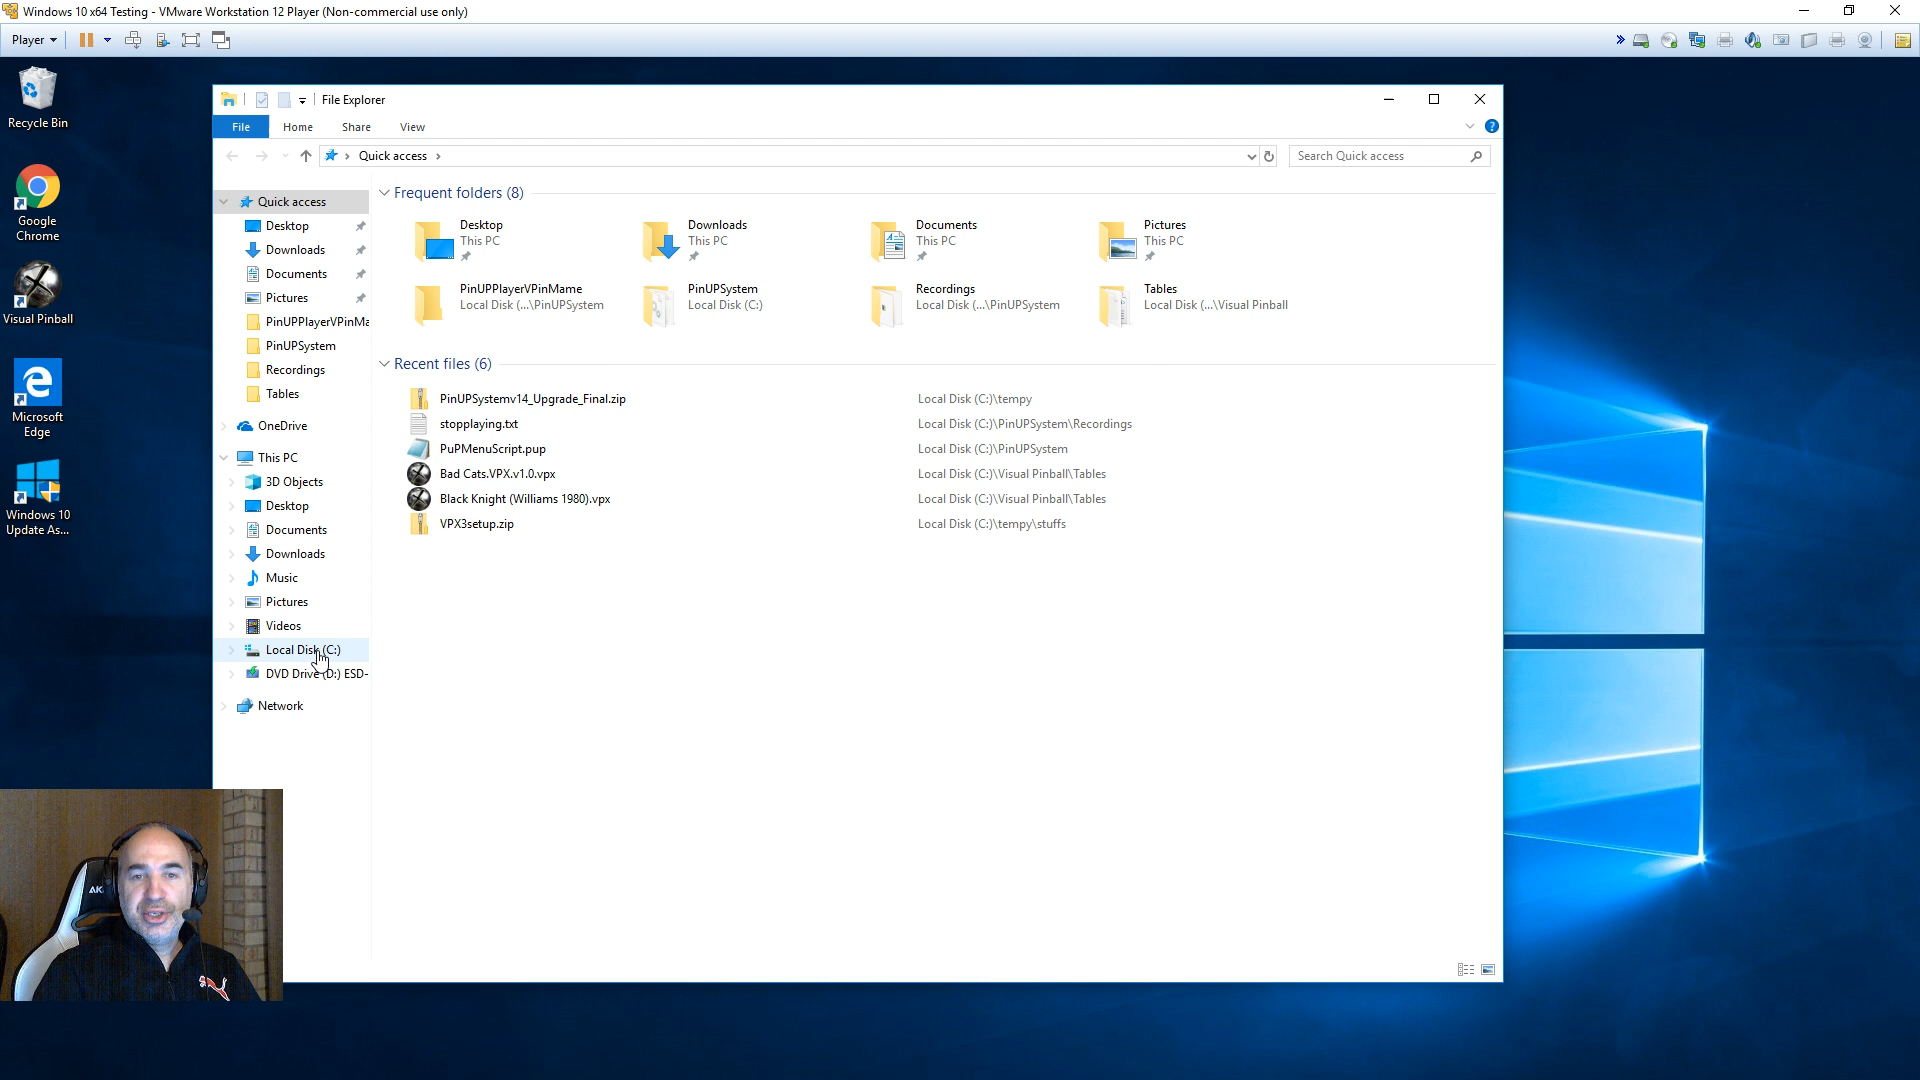 Windows 10 x64 Testing - VMware Workstation 12 Player (Non-commercial use only)
Player
Recycle Bin
Google
Chrome
Visual Pinball
Microsoft
Edge
Windows 10
Update As...
File Explorer
File Home Share View
Quick access
Search Quick access
Quick access
Desktop
Downloads
Documents
Pictures
PinUPPlayerVPinMa
PinUPSystem
Recordings
Tables
OneDrive
This PC
3D Objects
Desktop
Documents
Downloads
Music
Pictures
Videos
Local Disk (C:)
DVD Drive (D:) ESD-
Network
Frequent folders (8)
Desktop
This PC
Downloads
This PC
Documents
This PC
Pictures
This PC
PinUPPlayerVPinMame
Local Disk (...\PinUPSystem
PinUPSystem
Local Disk (C:)
Recordings
Local Disk (...\PinUPSystem
Tables
Local Disk (...\Visual Pinball
Recent files (6)
PinUPSystemv14_Upgrade_Final.zip Local Disk (C:)\tempy
stopplaying.txt Local Disk (C:)\PinUPSystem\Recordings
PuPMenuScript.pup Local Disk (C:)\PinUPSystem
Bad Cats.VPX.v1.0.vpx Local Disk (C:)\Visual Pinball\Tables
Black Knight (Williams 1980).vpx Local Disk (C:)\Visual Pinball\Tables
VPX3setup.zip Local Disk (C:)\tempy\stuffs
AK